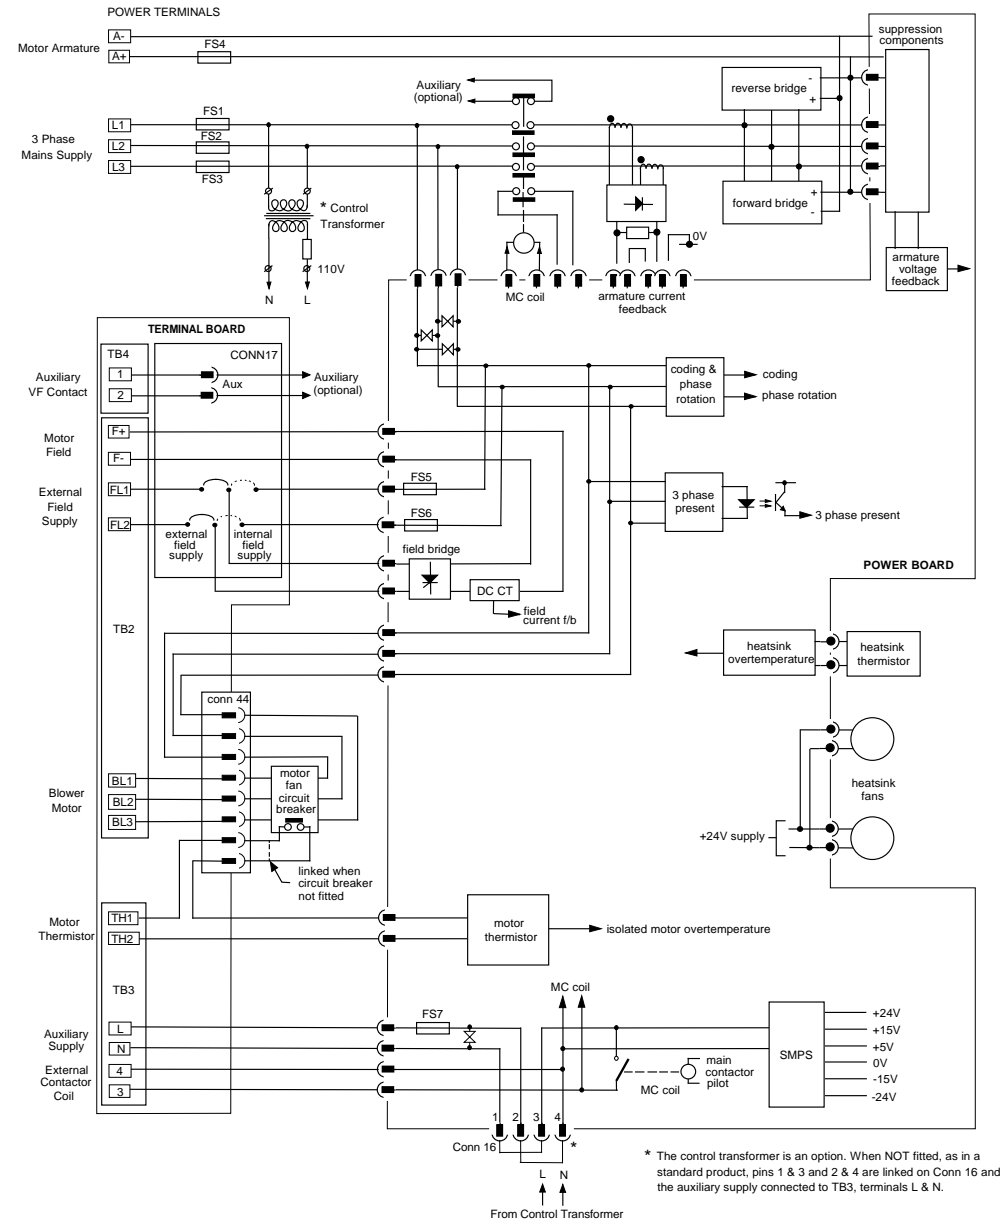 POWER TERMINALS
Motor Armature
A-
A+
FS4
suppression
components
Auxiliary
(optional)
reverse bridge
-
+
3 Phase
Mains Supply
L1
L2
L3
FS1
FS2
FS3
* Control
Transformer
110V
N
L
forward bridge
+
-
0V
MC coil
armature current
feedback
armature
voltage
feedback
TERMINAL BOARD
TB4
CONN17
Auxiliary
VF Contact
1
2
Aux
Auxiliary
(optional)
coding &
phase
rotation
coding
phase rotation
Motor
Field
F+
F-
External
Field
Supply
FL1
FL2
FS5
FS6
external
field
supply
internal
field
supply
3 phase
present
3 phase present
field bridge
DC CT
field
current f/b
POWER BOARD
TB2
heatsink
overtemperature
heatsink
thermistor
conn 44
Blower
Motor
BL1
BL2
BL3
motor
fan
circuit
breaker
heatsink
fans
+24V supply
linked when
circuit breaker
not fitted
Motor
Thermistor
TH1
TH2
motor
thermistor
isolated motor overtemperature
TB3
MC coil
Auxiliary
Supply
L
N
FS7
External
Contactor
Coil
4
3
main
contactor
pilot
MC coil
SMPS
+24V
+15V
+5V
0V
-15V
-24V
1
2
3
4
Conn 16
*
L
N
From Control Transformer
* The control transformer is an option. When NOT fitted, as in a
standard product, pins 1 & 3 and 2 & 4 are linked on Conn 16 and
the auxiliary supply connected to TB3, terminals L & N.